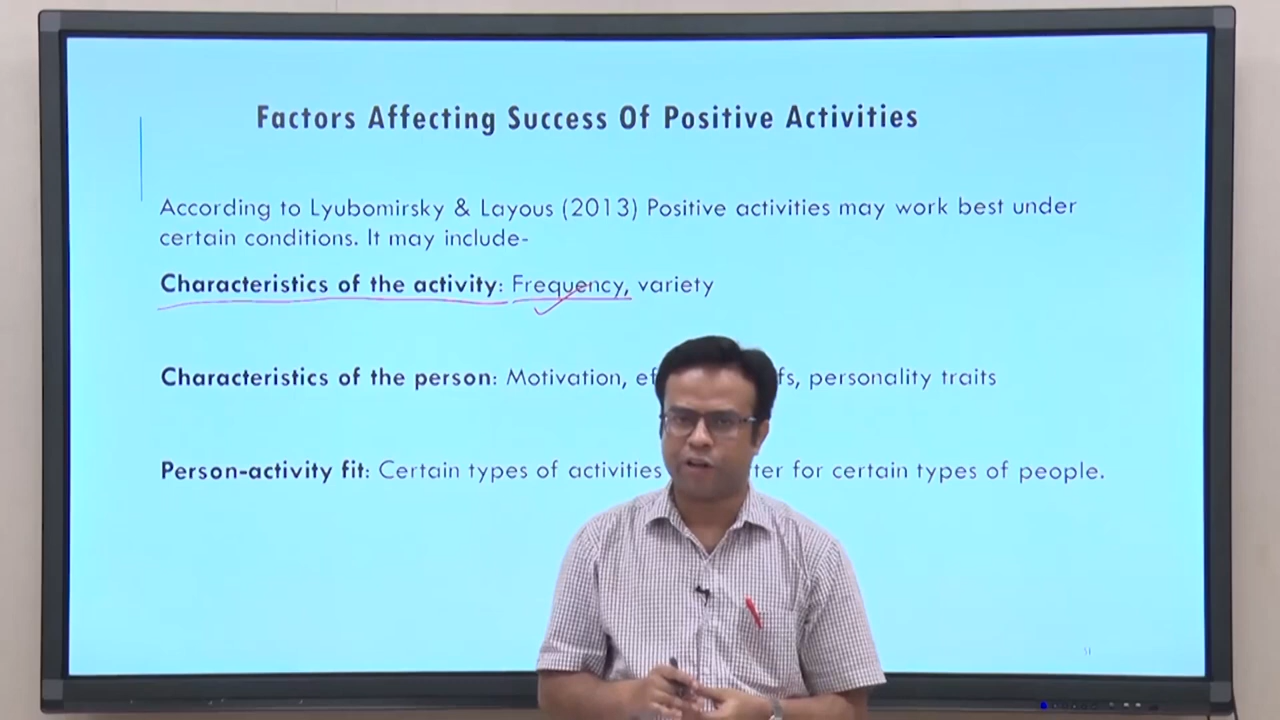 Factors Affecting Success Of Positive Activities
According to Lyubomirsky & Layous (2013) Positive activities may work best under
certain conditions. It may include-
Characteristics of the activity: Frequency, variety
Characteristics of the person: Motivation, personality traits
Person-activity fit: Certain types of activities for certain types of people.